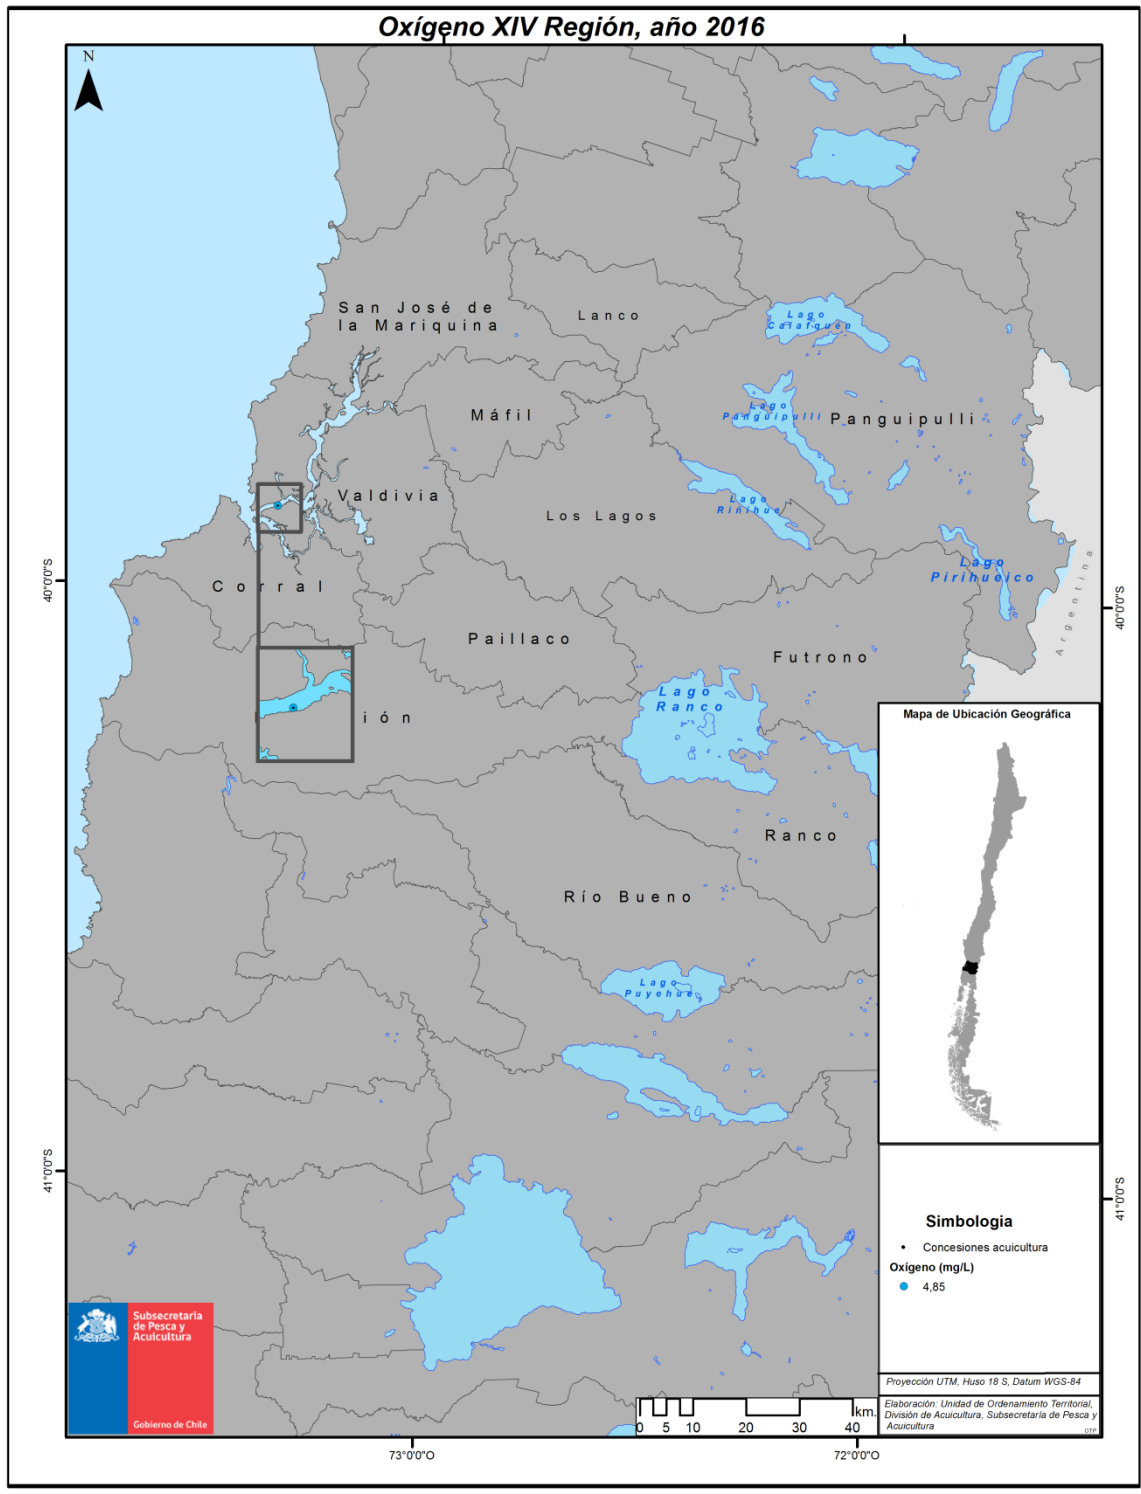 Oxígeno XIV Región, año 2016
N
San José de
la Mariquina
Lanco
Lago
Calafquén
Máfil
Lago
Panguipulli
Panguipulli
Valdivia
Lago
Riñihue
Los Lagos
Lago
Pirihueico
Argentina
Corral
40°0'0"S
40°0'0"S
Paillaco
Futrono
Lago
Ranco
ión
Ranco
Río Bueno
Lago
Puyehue
Mapa de Ubicación Geográfica
41°0'0"S
41°0'0"S
Simbologia
Concesiones acuicultura
Oxígeno (mg/L)
4,85
Subsecretaría
de Pesca y
Acuicultura
Gobierno de Chile
Proyección UTM, Huso 18 S, Datum WGS-84
Elaboración: Unidad de Ordenamiento Territorial,
División de Acuicultura, Subsecretaría de Pesca y
Acuicultura
OTP
km.
0 5 10 20 30 40
73°0'0"O
72°0'0"O